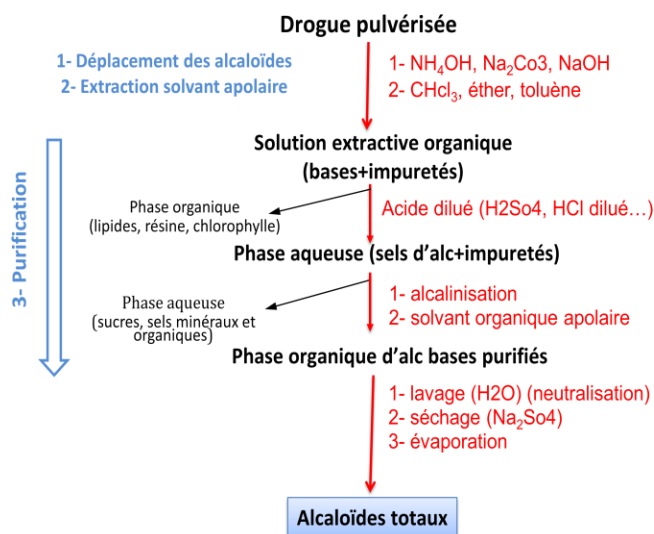 Drogue pulvérisée
1- Déplacement des alcaloïdes
2- Extraction solvant apolaire
1- NH₄OH, Na₂Co3, NaOH
2- CHcl₃, éther, toluène
Solution extractive organique
(bases+impuretés)
3- Purification
Phase organique
(lipides, résine, chlorophylle)
Acide dilué (H2So4, HCl dilué...)
Phase aqueuse (sels d'alc+impuretés)
Phase aqueuse
(sucres, sels minéraux et
organiques)
1- alcalinisation
2- solvant organique apolaire
Phase organique d'alc bases purifiés
1- lavage (H2O) (neutralisation)
2- séchage (Na₂So4)
3- évaporation
Alcaloïdes totaux